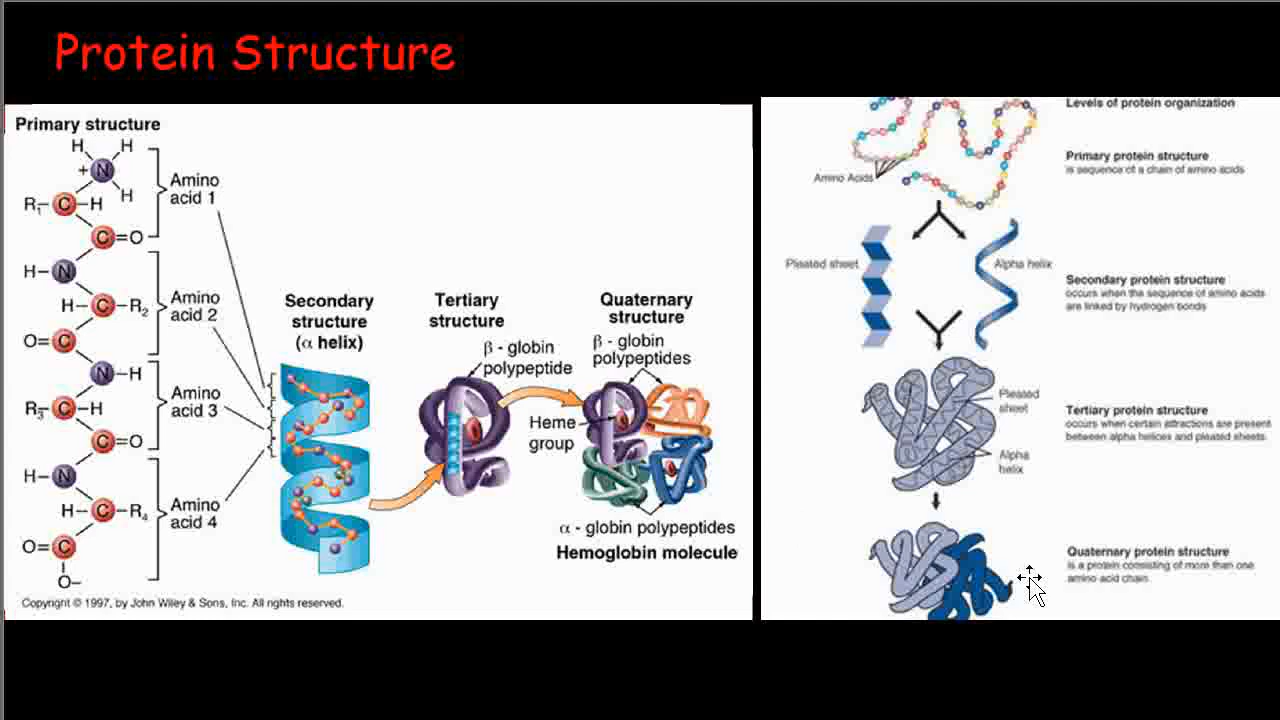 Protein Structure
Primary structure
H H
+ N
H
R1 C H
C=O
Amino
acid 1
H N
H C R2
O=C
Amino
acid 2
N H
R3 C H
C=O
Amino
acid 3
H N
H C R4
O=C
O–
Amino
acid 4
Secondary
structure
(α helix)
Tertiary
structure
β - globin
polypeptide
Quaternary
structure
β - globin
polypeptides
Heme
group
α - globin polypeptides
Hemoglobin molecule
Copyright © 1997, by John Wiley & Sons, Inc. All rights reserved.
Levels of protein organization
Primary protein structure
is sequence of a chain of amino acids
Amino Acids
Pleated sheet
Alpha helix
Secondary protein structure
occurs when the sequence of amino acids
are linked by hydrogen bonds
Pleated
sheet
Alpha
helix
Tertiary protein structure
occurs when certain attractions are present
between alpha helices and pleated sheets.
Quaternary protein structure
is a protein consisting of more than one
amino acid chain.